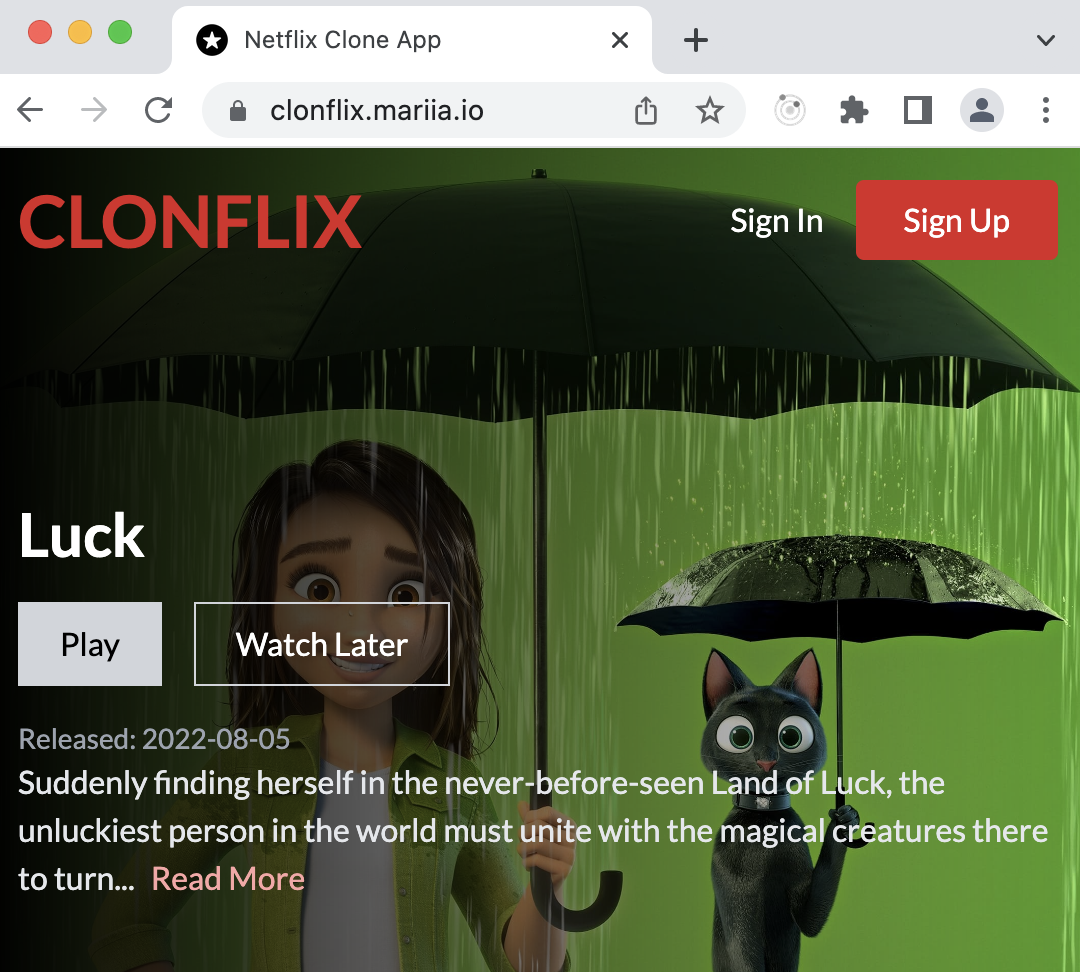 Netflix Clone App
clonflix.mariia.io
CLONFLIX
Sign In
Sign Up
Luck
Play
Watch Later
Released: 2022-08-05
Suddenly finding herself in the never-before-seen Land of Luck, the
unluckiest person in the world must unite with the magical creatures there
to turn... Read More